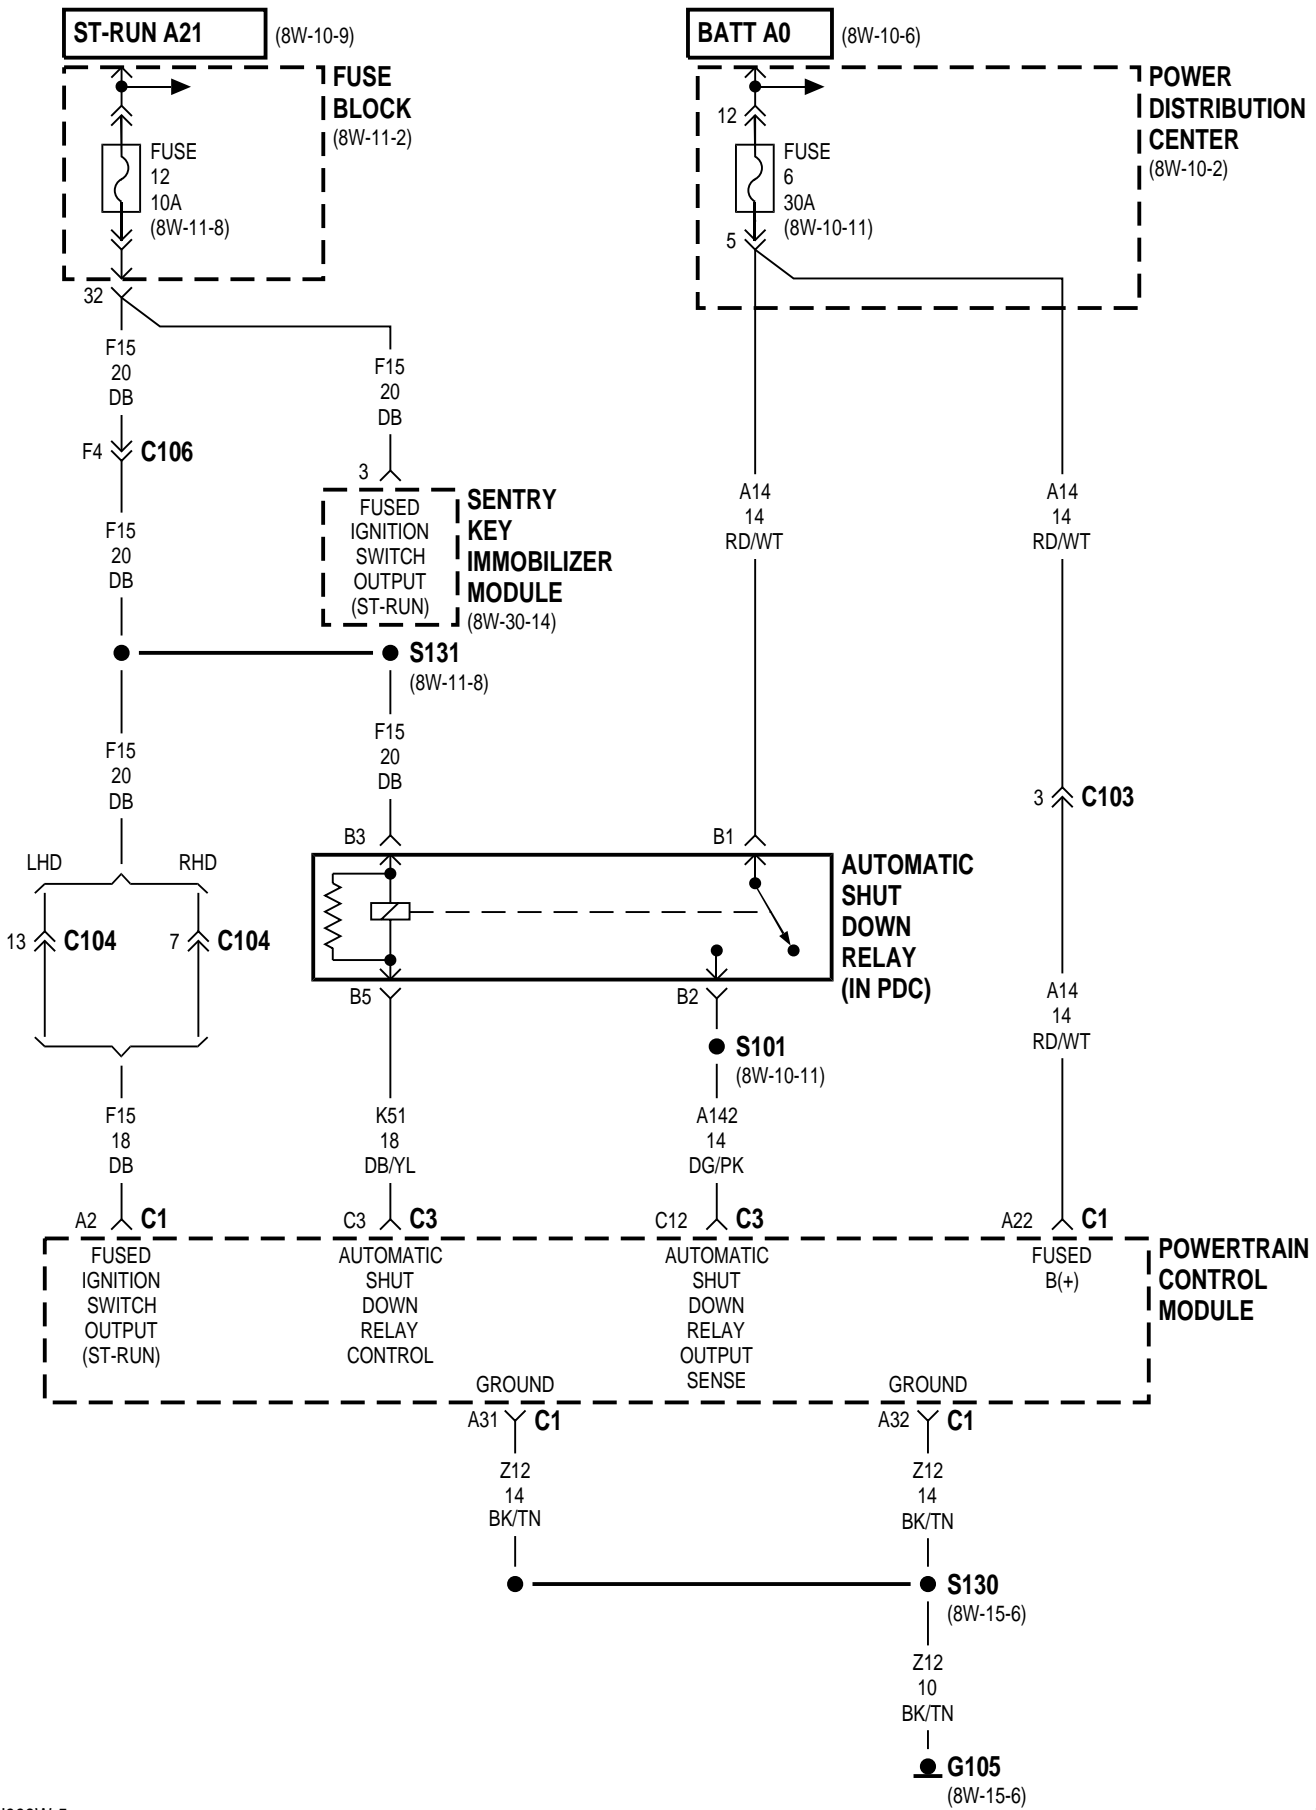 ST-RUN A21 (8W-10-9)
BATT A0 (8W-10-6)
FUSE
BLOCK
(8W-11-2)
FUSE
12
10A
(8W-11-8)
32
POWER
DISTRIBUTION
CENTER
(8W-10-2)
12
FUSE
6
30A
(8W-10-11)
5
F15
20
DB
F15
20
DB
F4 C106
3
FUSED
IGNITION
SWITCH
OUTPUT
(ST-RUN)
SENTRY
KEY
IMMOBILIZER
MODULE
(8W-30-14)
A14
14
RD/WT
A14
14
RD/WT
F15
20
DB
S131
(8W-11-8)
F15
20
DB
F15
20
DB
3 C103
B3
B1
LHD
RHD
13 C104
7 C104
AUTOMATIC
SHUT
DOWN
RELAY
(IN PDC)
B5
B2
S101
(8W-10-11)
A14
14
RD/WT
F15
18
DB
K51
18
DB/YL
A142
14
DG/PK
A2 C1
C3 C3
C12 C3
A22 C1
FUSED
IGNITION
SWITCH
OUTPUT
(ST-RUN)
AUTOMATIC
SHUT
DOWN
RELAY
CONTROL
AUTOMATIC
SHUT
DOWN
RELAY
OUTPUT
SENSE
FUSED
B(+)
POWERTRAIN
CONTROL
MODULE
GROUND
GROUND
A31 C1
A32 C1
Z12
14
BK/TN
Z12
14
BK/TN
S130
(8W-15-6)
Z12
10
BK/TN
G105
(8W-15-6)